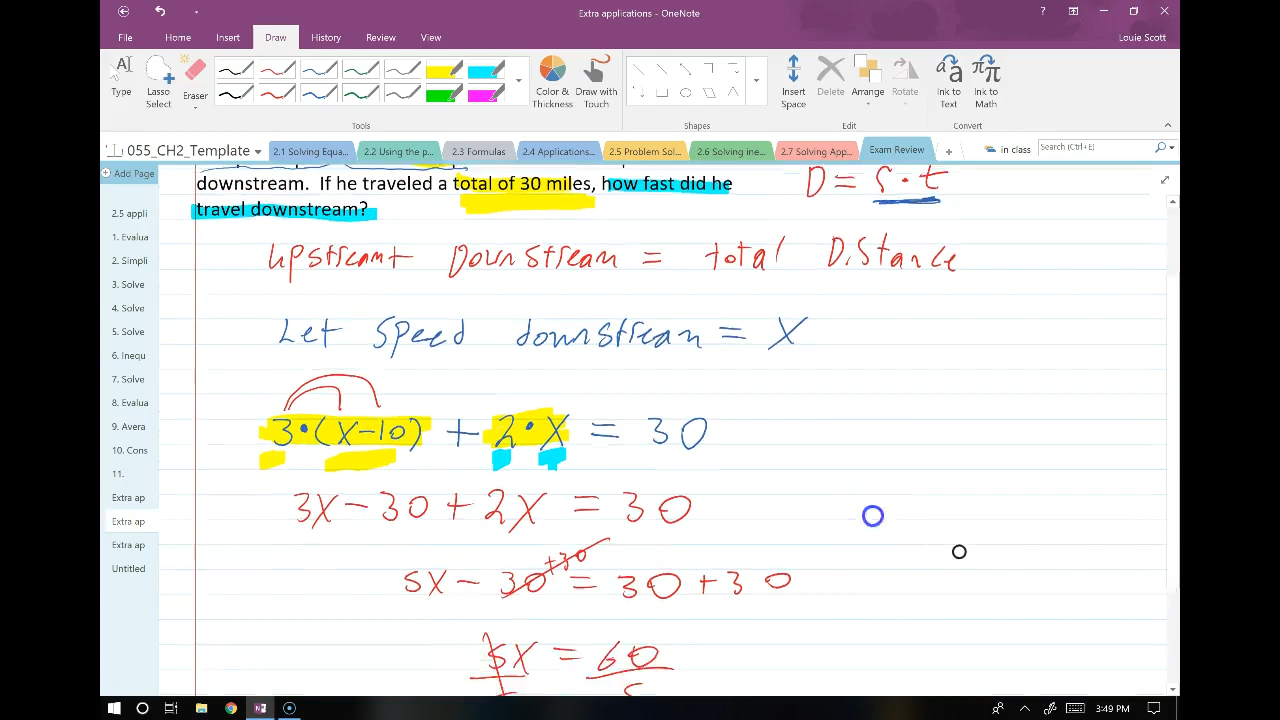 Extra applications - OneNote
?
File Home Insert Draw History Review View
Louie Scott
Type
Lasso Select
Eraser
Color & Thickness
Draw with Touch
Insert Space
Delete
Arrange
Rotate
Ink to Text
Ink to Math
Tools Shapes Edit Convert
055_CH2_Template
2.1 Solving Equa...
2.2 Using the p...
2.3 Formulas
2.4 Applications...
2.5 Problem Sol...
2.6 Solving ine...
2.7 Solving App...
Exam Review
+
in class
Search (Ctrl+E)
Add Page
2.5 appli
1. Evalua
2. Simpli
3. Solve
4. Solve
5. Solve
6. Inequ
7. Solve
8. Evalua
9. Avera
10. Cons
11.
Extra ap
Extra ap
Extra ap
Untitled
downstream. If he traveled a total of 30 miles, how fast did he
travel downstream?
D = r · t
Upstream + Downstream = total Distance
Let speed downstream = X
3·(X-10) + 2·X = 30
3X - 30 + 2X = 30
+30
5X - 30 = 30 + 30
5X = 60
5
3:49 PM